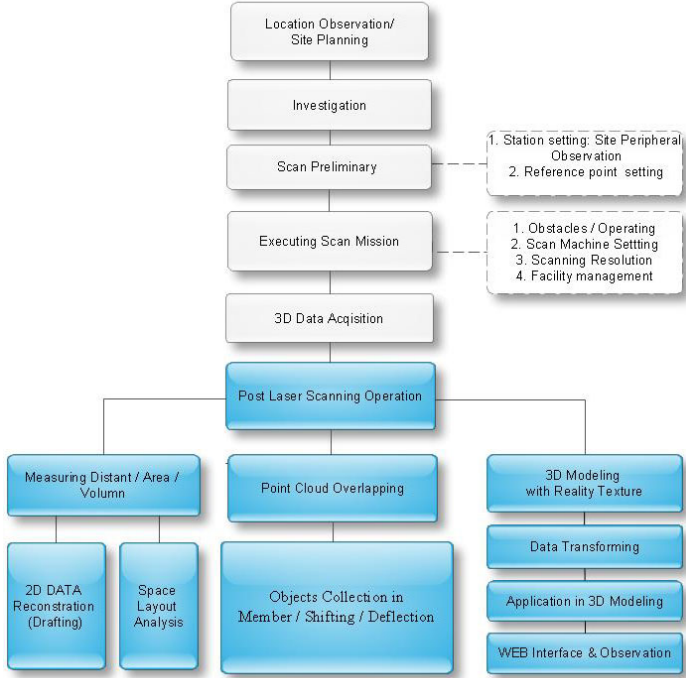 Location Observation/
Site Planning
Investigation
Scan Preliminary
1. Station setting: Site Peripheral
Observation
2. Reference point setting
Executing Scan Mission
1. Obstacles / Operating
2. Scan Machine Settting
3. Scanning Resolution
4. Facility management
3D Data Acqisition
Post Laser Scanning Operation
Measuring Distant / Area /
Volumn
Point Cloud Overlapping
3D Modeling
with Reality Texture
2D DATA
Reconstration
(Drafting)
Space
Layout
Analysis
Objects Collection in
Member / Shifting / Deflection
Data Transforming
Application in 3D Modeling
WEB Interface & Observation